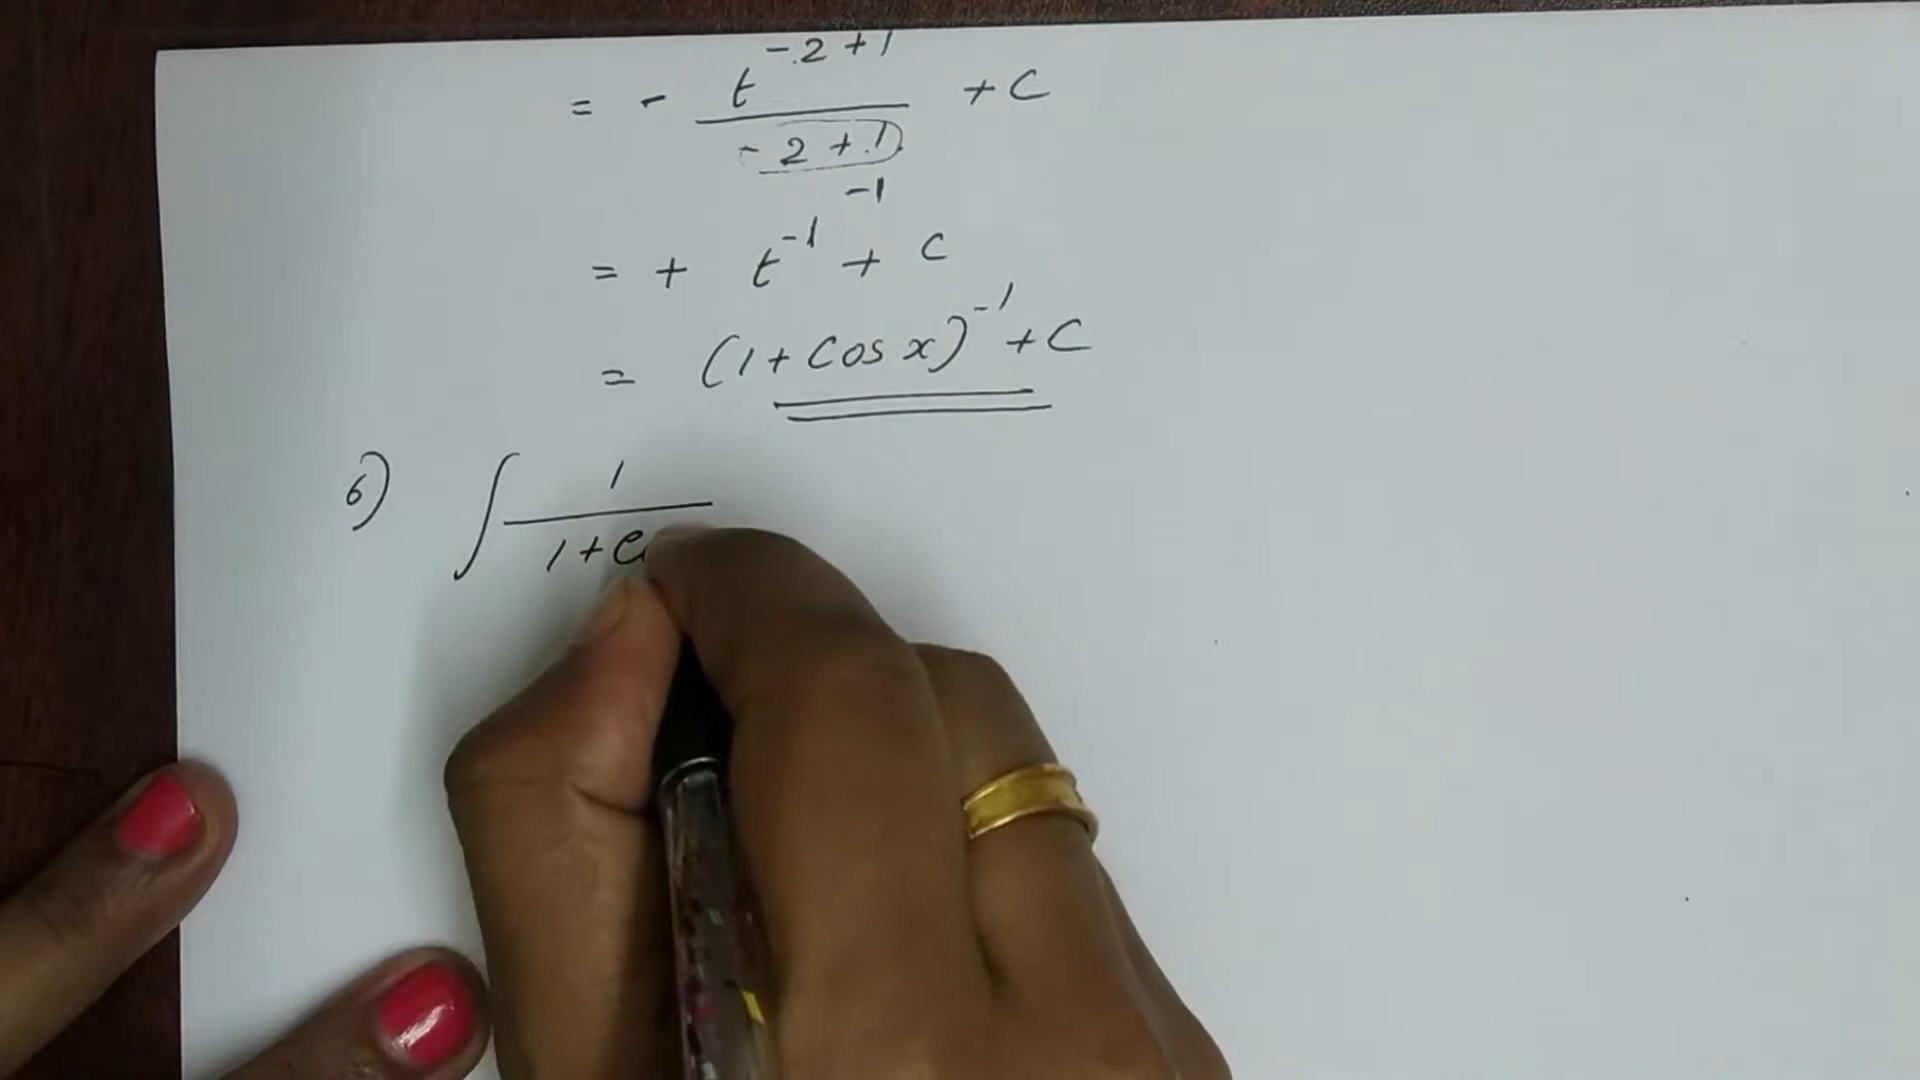 = - t^{-2+1} / (-2+1) + C
-1
= + t^{-1} + C
= (1+cos x)^{-1} + C
6) ∫ 1 / (1+e